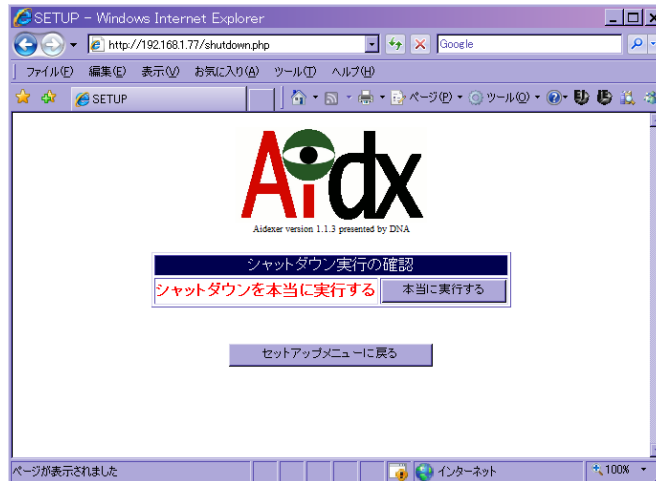 SETUP - Windows Internet Explorer
http://192.168.1.77/shutdown.php
Google
ファイル(F) 編集(E) 表示(V) お気に入り(A) ツール(T) ヘルプ(H)
SETUP
ページ(P) ツール(O)
Aidx
Aidexer version 1.1.3 presented by DNA
シャットダウン実行の確認
シャットダウンを本当に実行する 本当に実行する
セットアップメニューに戻る
ページが表示されました インターネット 100%